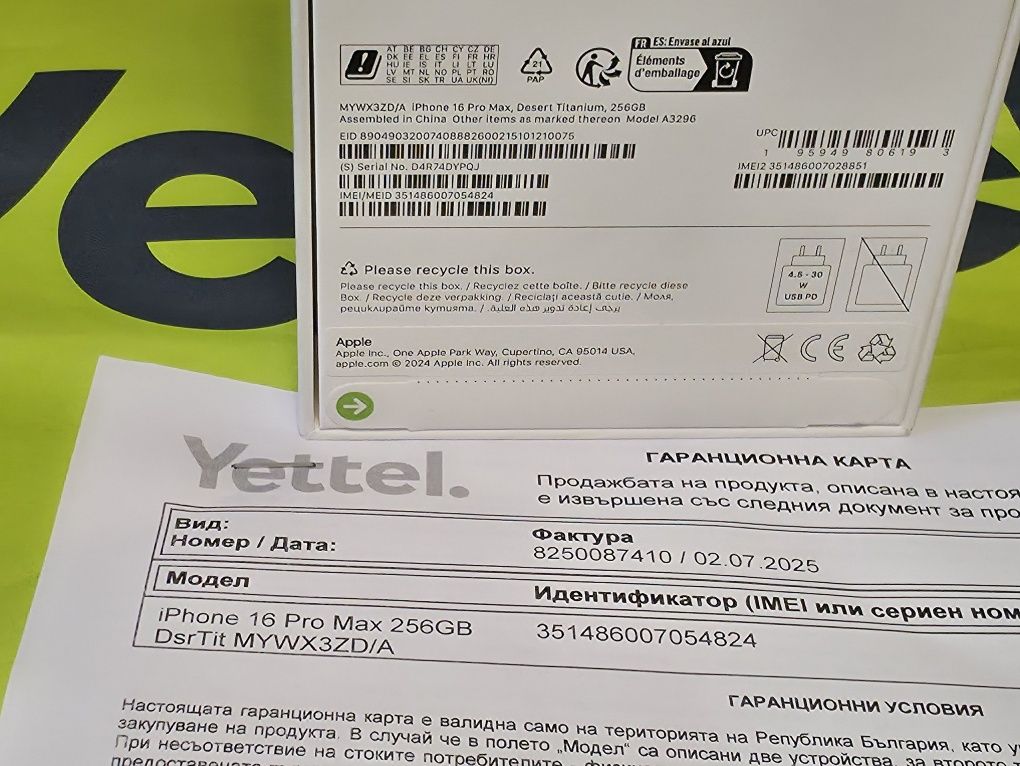 AT BE BG CH CY CZ DE
DK EE EL ES FI FR HR
HU IE IS IT LI LT LU
LV MT NL NO PL PT RO
SE SI SK TR UA UK(NI)
21
PAP
FR ES: Envase al azul
Éléments
d'emballage
MYWX3ZD/A iPhone 16 Pro Max, Desert Titanium, 256GB
Assembled in China Other items as marked thereon Model A3296
EID 89049032007408882600215101210075
UPC
1 95949 80619 3
(S) Serial No. D4R74DYPQJ
IMEI2 351486007028851
IMEI/MEID 351486007054824
Please recycle this box.
Please recycle this box. / Recyclez cette boîte. / Bitte recycle diese
Box. / Recycle deze verpakking. / Reciclați această cutie. / Моля,
рециклирайте кутията. / يرجى إعادة تدوير هذه العلبة.
4.5 - 30
W
USB PD
Apple
Apple Inc., One Apple Park Way, Cupertino, CA 95014 USA,
apple.com © 2024 Apple Inc. All rights reserved.
CE
Yettel.
ГАРАНЦИОННА КАРТА
Продажбата на продукта, описана в насто
е извършена със следния документ за про
Вид:
Фактура
Номер / Дата:
8250087410 / 02.07.2025
Модел
Идентификатор (IMEI или сериен ном
iPhone 16 Pro Max 256GB
DsrTit MYWX3ZD/A
351486007054824
ГАРАНЦИОННИ УСЛОВИЯ
Настоящата гаранционна карта е валидна само на територията на Република България, като
закупуване на продукта. В случай че в полето „Модел“ са описани две устройства, за второто
При несъответствие на стоките потребителите